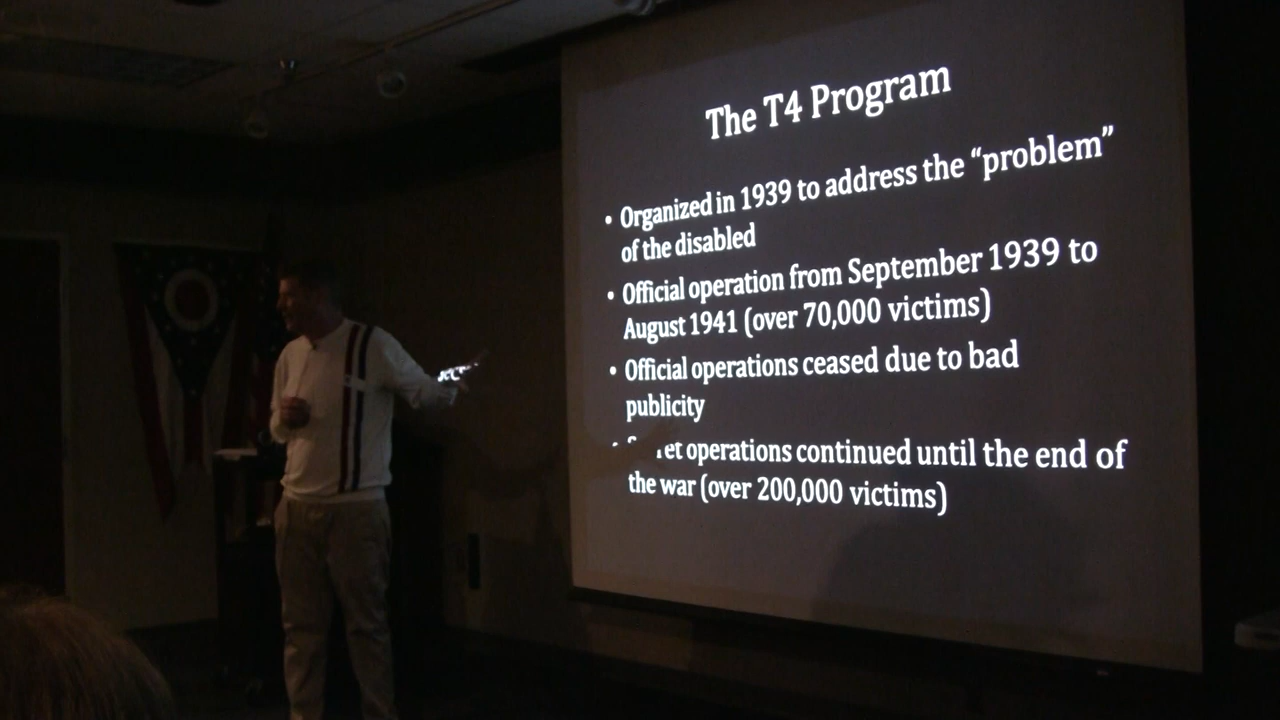 The T4 Program
• Organized in 1939 to address the “problem”
of the disabled
• Official operation from September 1939 to
August 1941 (over 70,000 victims)
• Official operations ceased due to bad
publicity
• operations continued until the end of
the war (over 200,000 victims)